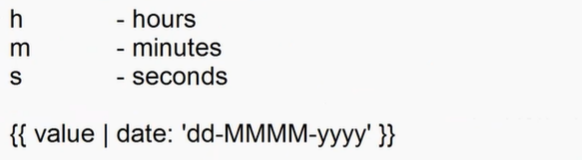 h - hours
m - minutes
s - seconds
{{ value | date: 'dd-MMMM-yyyy' }}